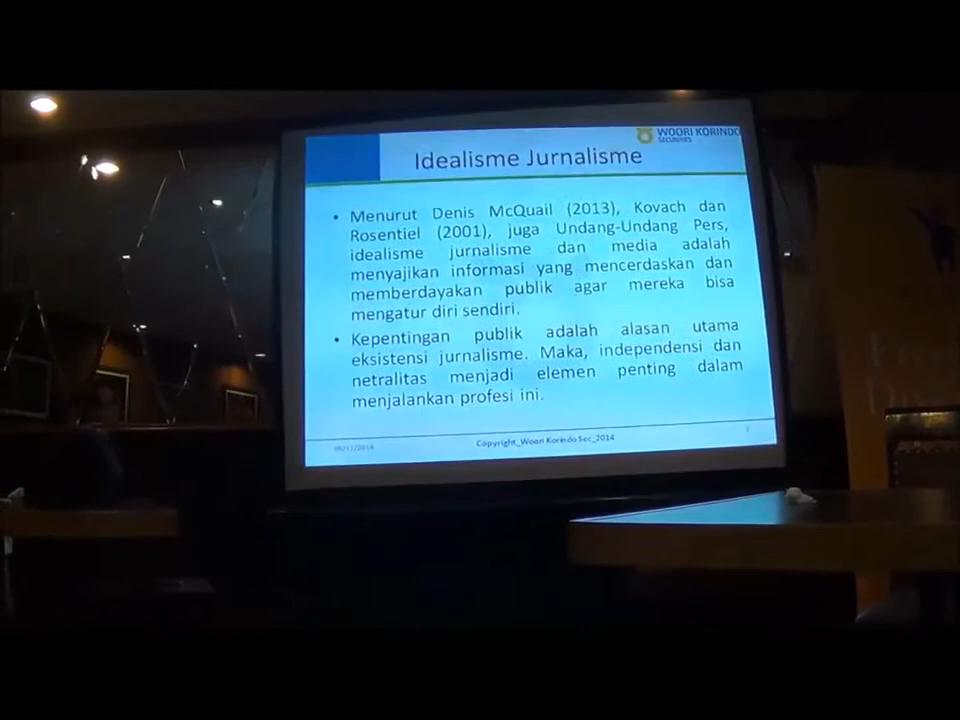 WOORI KORINDO
SECURITIES
Idealisme Jurnalisme
• Menurut Denis McQuail (2013), Kovach dan
Rosentiel (2001), juga Undang-Undang Pers,
idealisme jurnalisme dan media adalah
menyajikan informasi yang mencerdaskan dan
memberdayakan publik agar mereka bisa
mengatur diri sendiri.
• Kepentingan publik adalah alasan utama
eksistensi jurnalisme. Maka, independensi dan
netralitas menjadi elemen penting dalam
menjalankan profesi ini.
Copyright_Woori Korindo Sec_2014